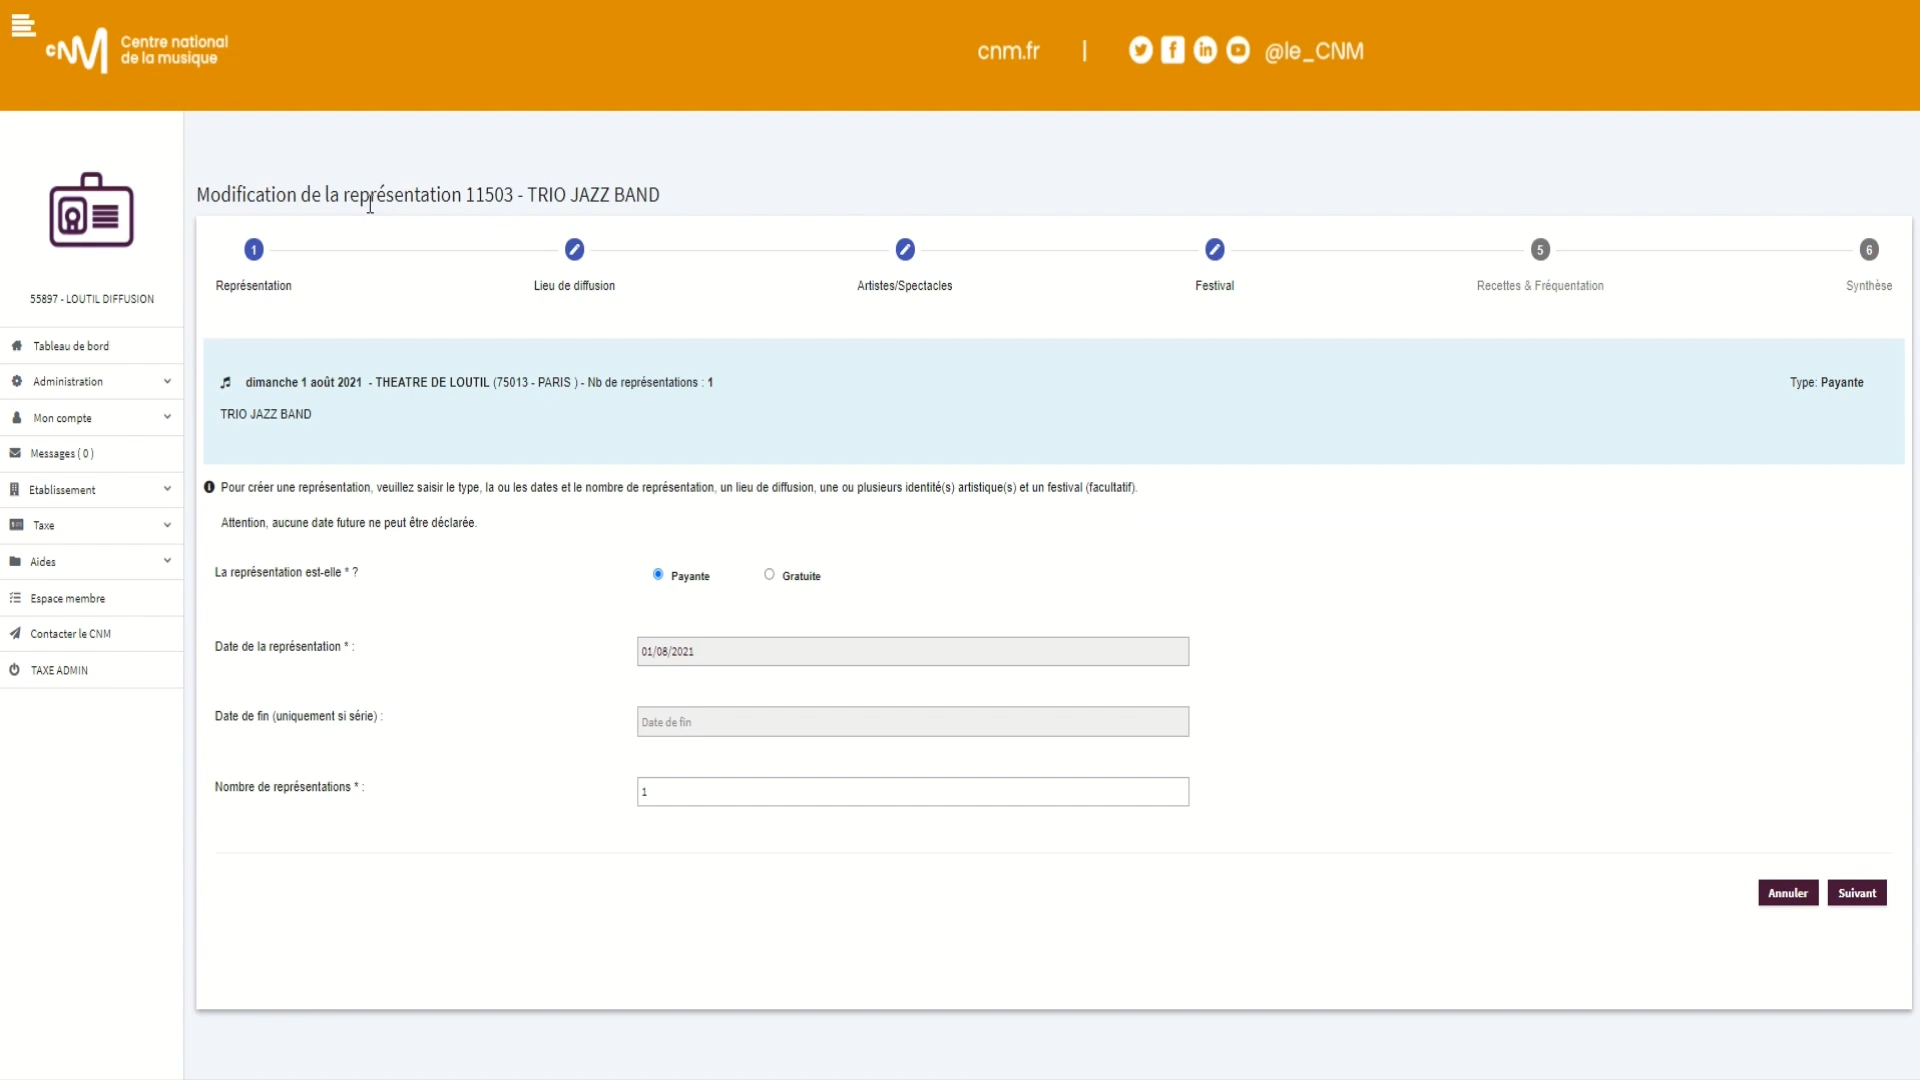 cNM Centre national
de la musique
cnm.fr | @le_CNM
55897 - LOUTIL DIFFUSION
Tableau de bord
Administration
Mon compte
Messages ( 0 )
Etablissement
Taxe
Aides
Espace membre
Contacter le CNM
TAXE ADMIN
Modification de la représentation 11503 - TRIO JAZZ BAND
1 5 6
Représentation Lieu de diffusion Artistes/Spectacles Festival Recettes & Fréquentation Synthèse
dimanche 1 août 2021 - THEATRE DE LOUTIL (75013 - PARIS ) - Nb de représentations : 1 Type: Payante
TRIO JAZZ BAND
Pour créer une représentation, veuillez saisir le type, la ou les dates et le nombre de représentation, un lieu de diffusion, une ou plusieurs identité(s) artistique(s) et un festival (facultatif).
Attention, aucune date future ne peut être déclarée.
La représentation est-elle * ? Payante Gratuite
Date de la représentation * : 01/08/2021
Date de fin (uniquement si série) : Date de fin
Nombre de représentations * : 1
Annuler Suivant